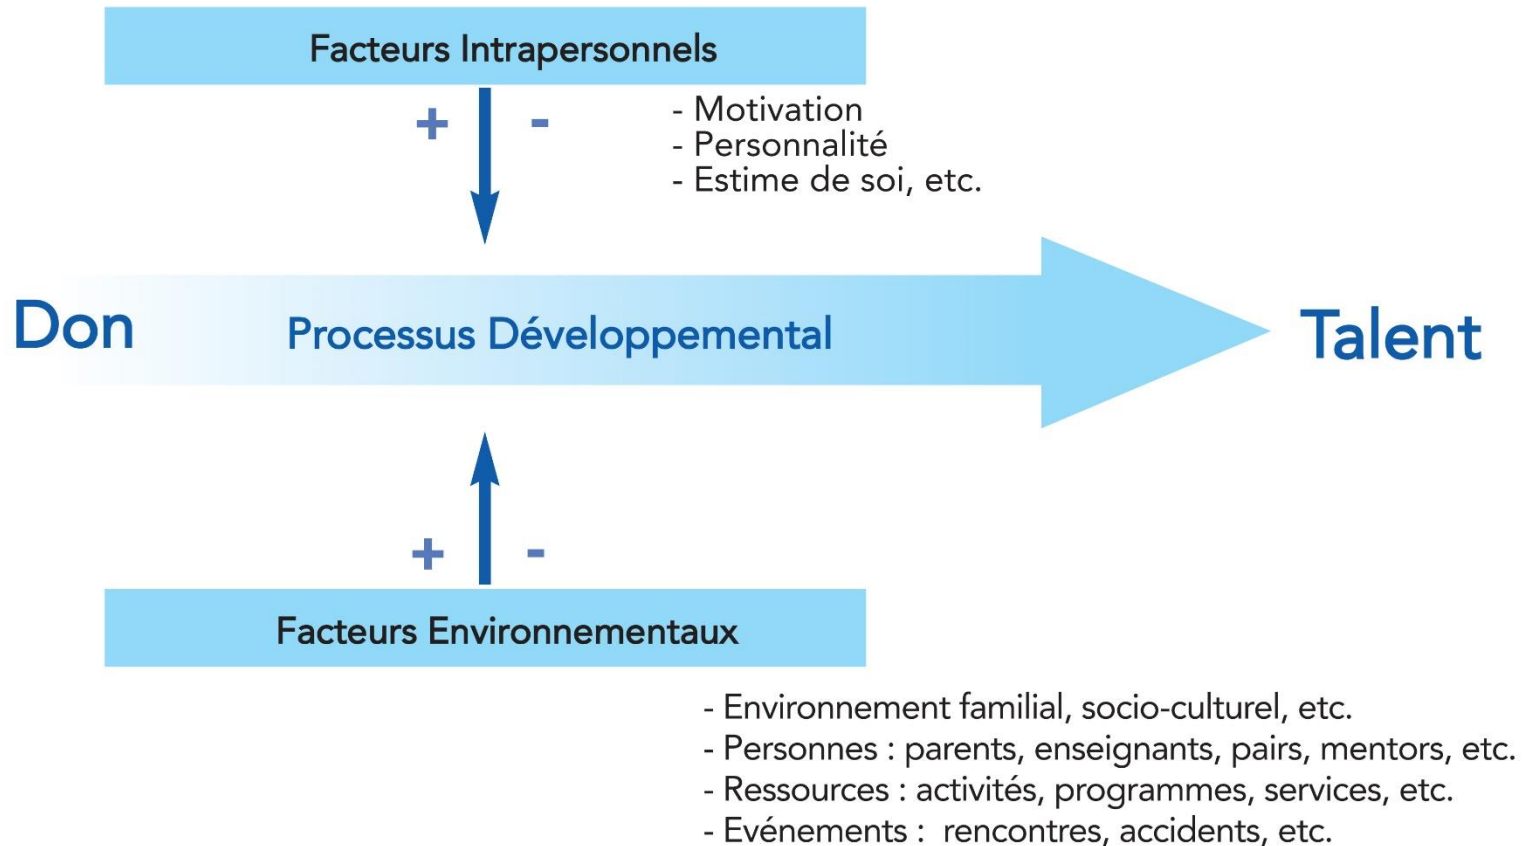 Facteurs Intrapersonnels
+ -
- Motivation
- Personnalité
- Estime de soi, etc.
Don Processus Développemental Talent
+ -
Facteurs Environnementaux
- Environnement familial, socio-culturel, etc.
- Personnes : parents, enseignants, pairs, mentors, etc.
- Ressources : activités, programmes, services, etc.
- Evénements : rencontres, accidents, etc.